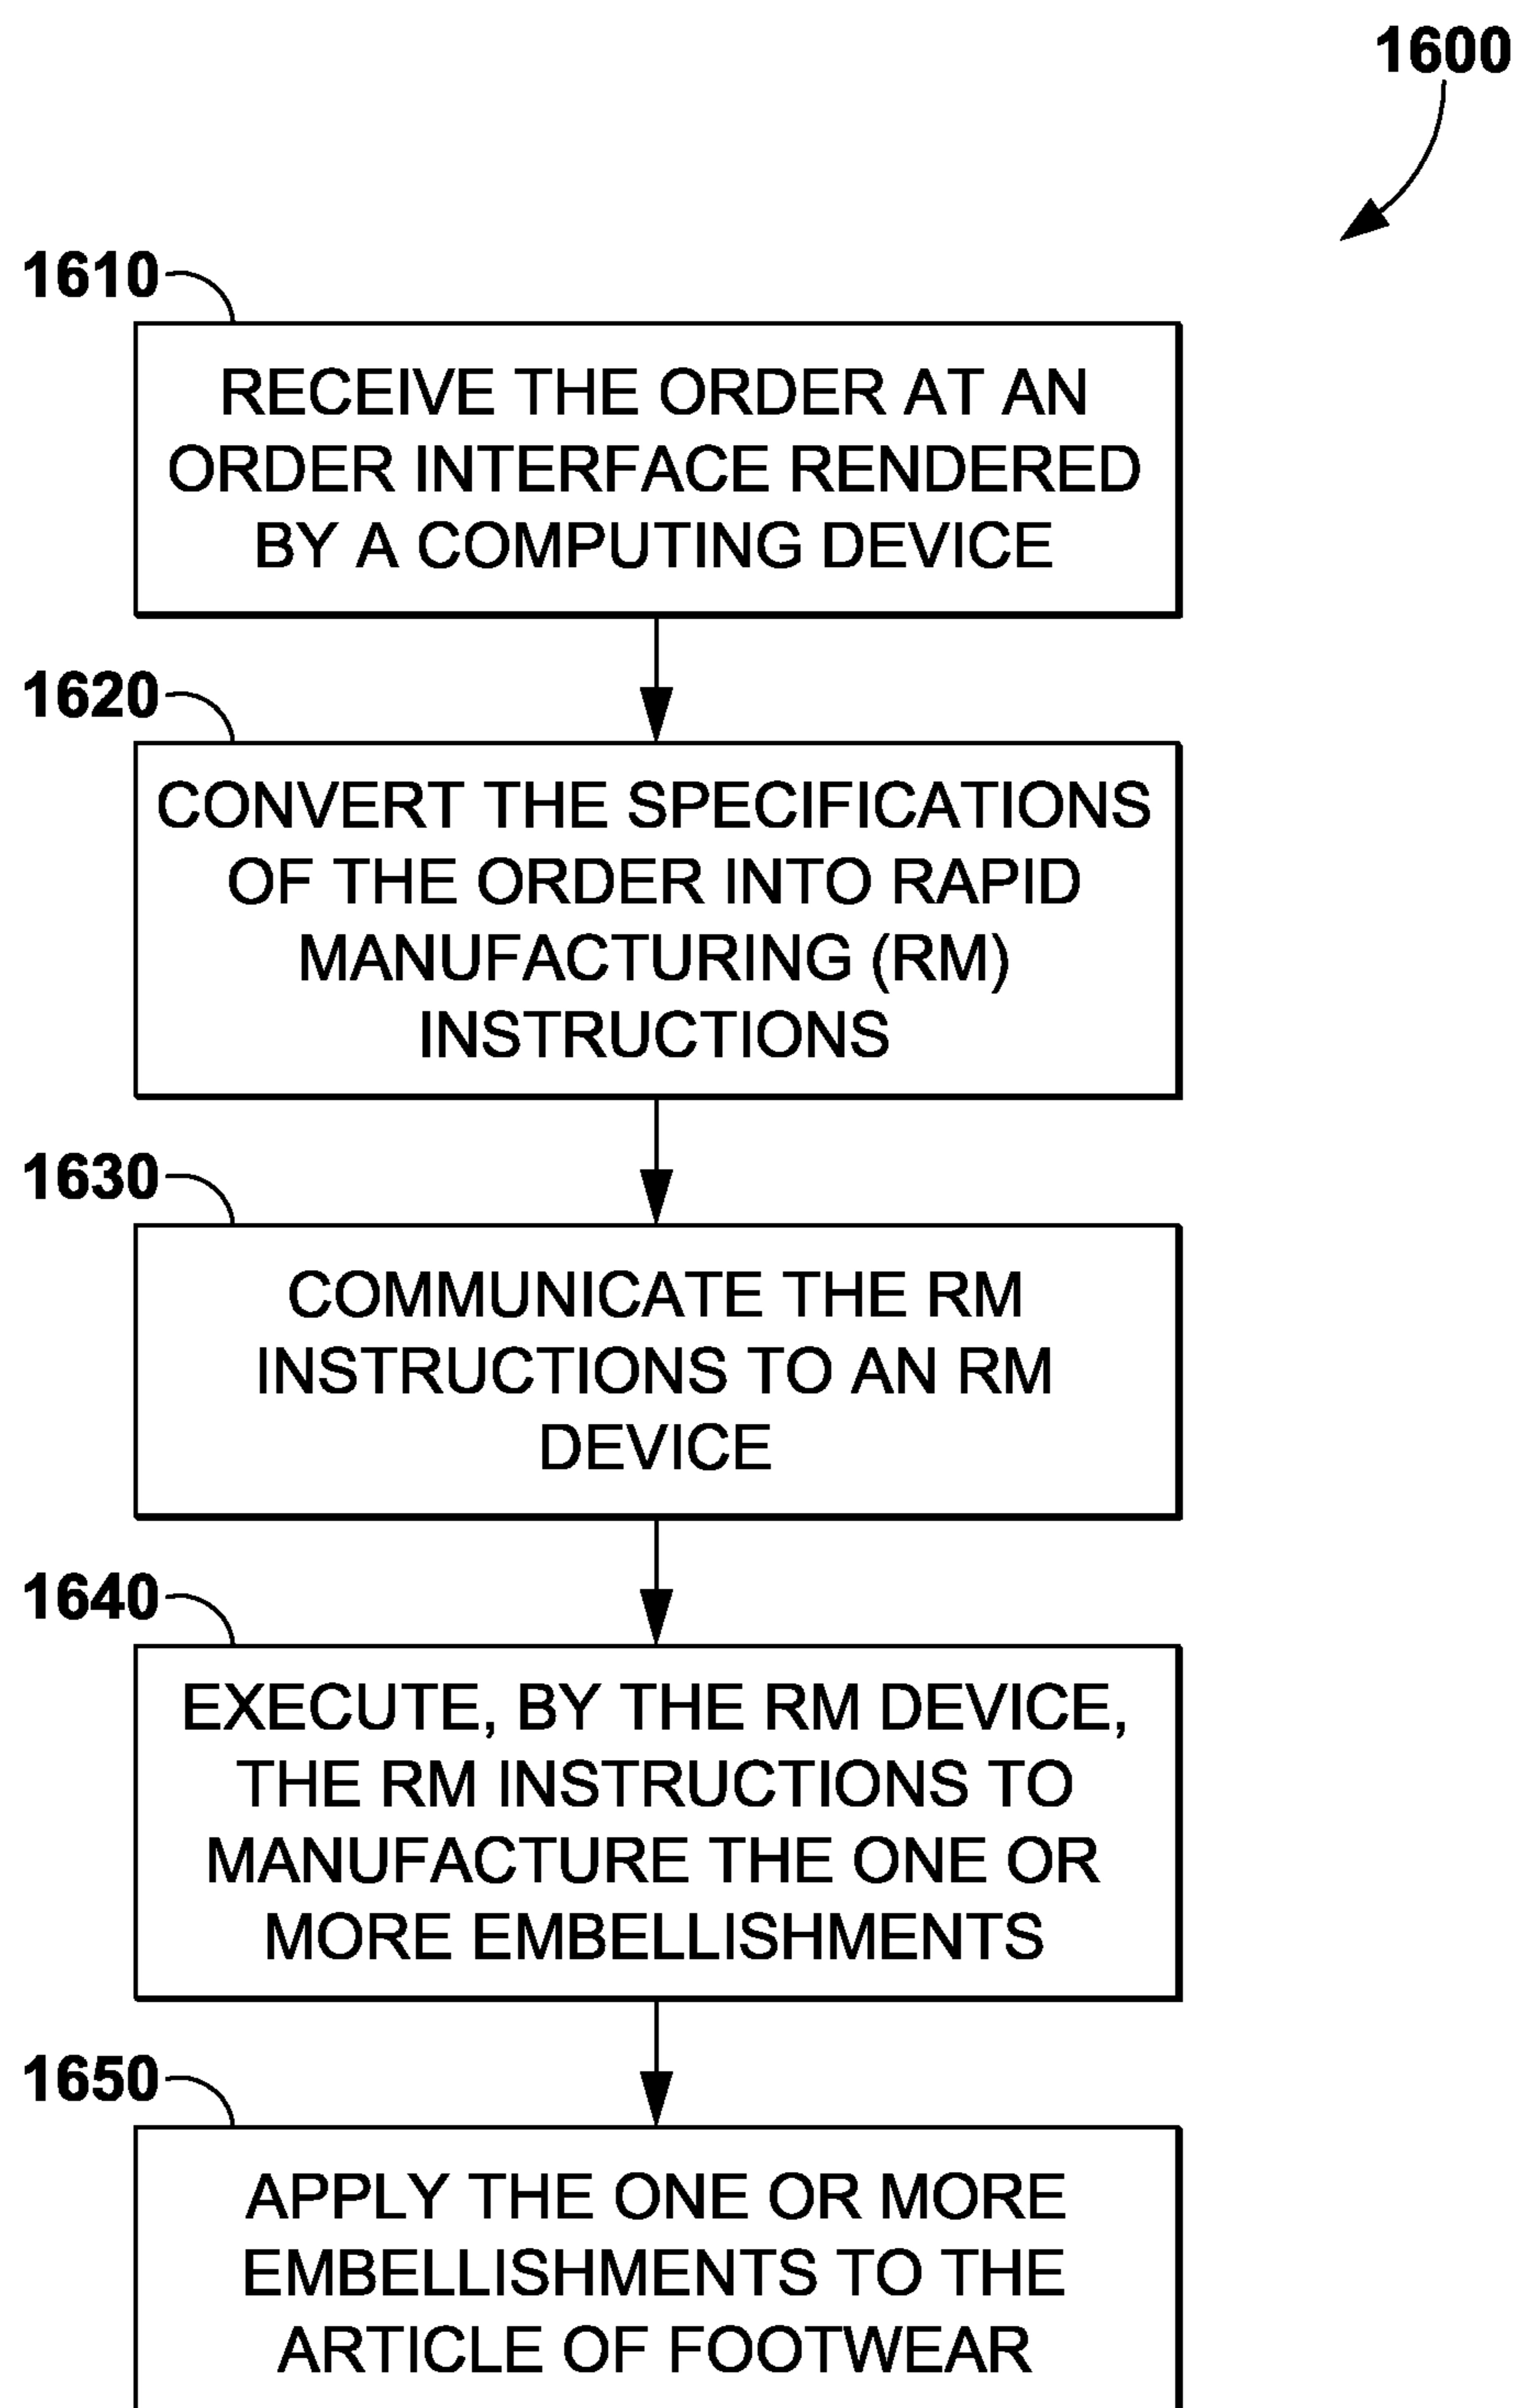 1600
1610
RECEIVE THE ORDER AT AN
ORDER INTERFACE RENDERED
BY A COMPUTING DEVICE
1620
CONVERT THE SPECIFICATIONS
OF THE ORDER INTO RAPID
MANUFACTURING (RM)
INSTRUCTIONS
1630
COMMUNICATE THE RM
INSTRUCTIONS TO AN RM
DEVICE
1640
EXECUTE, BY THE RM DEVICE,
THE RM INSTRUCTIONS TO
MANUFACTURE THE ONE OR
MORE EMBELLISHMENTS
1650
APPLY THE ONE OR MORE
EMBELLISHMENTS TO THE
ARTICLE OF FOOTWEAR